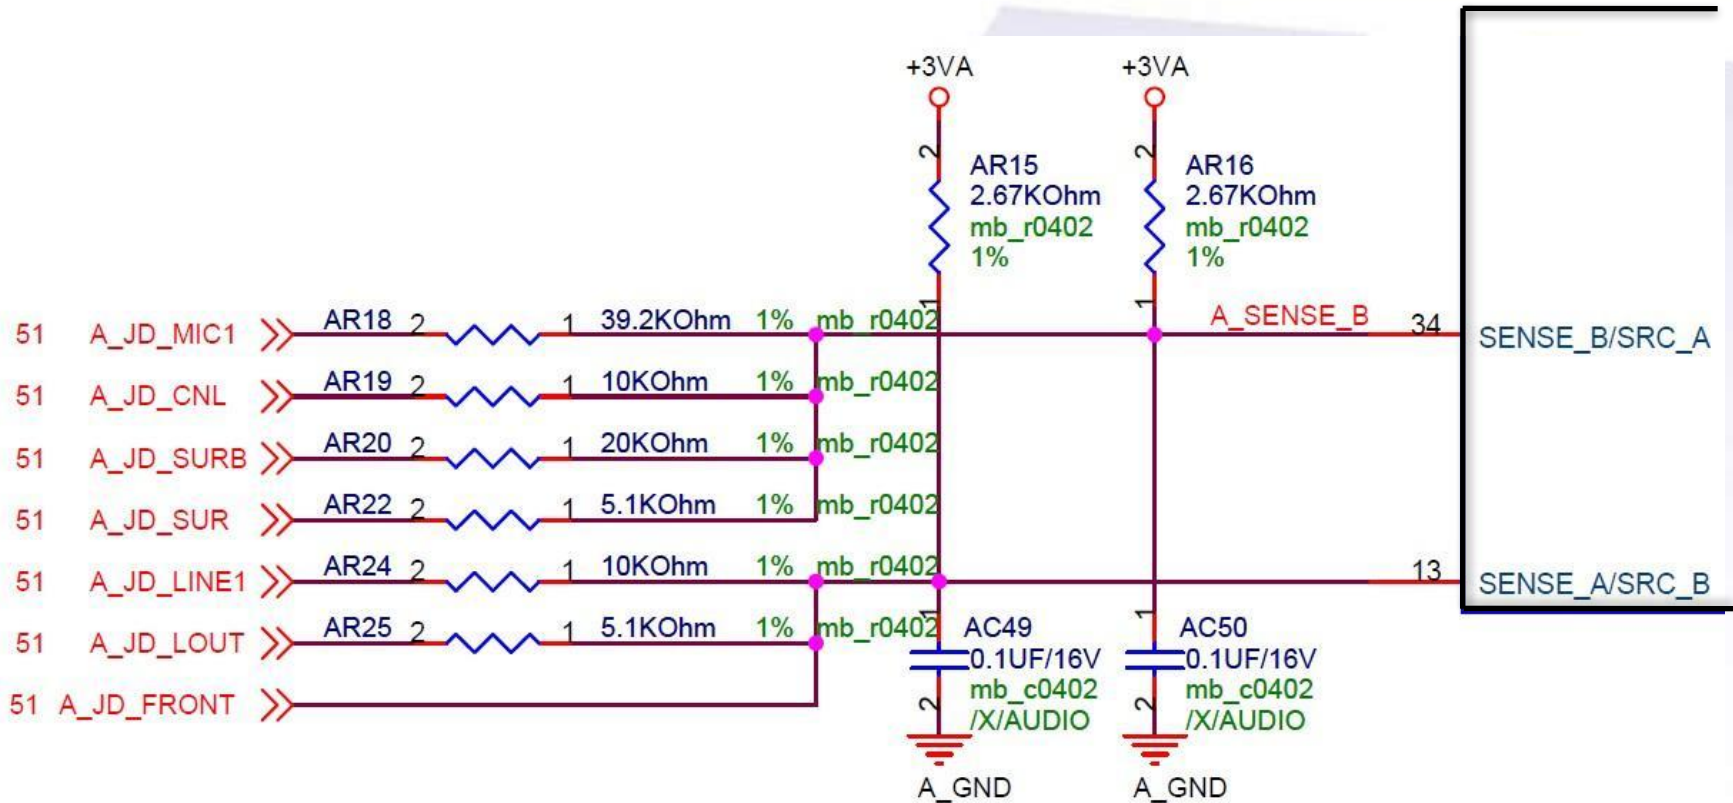 +3VA
+3VA
2
2
AR15
2.67KOhm
mb_r0402
1%
1
AR16
2.67KOhm
mb_r0402
1%
1
51 A_JD_MIC1 AR18 2 1 39.2KOhm 1% mb_r0402
A_SENSE_B 34 SENSE_B/SRC_A
51 A_JD_CNL AR19 2 1 10KOhm 1% mb_r0402
51 A_JD_SURB AR20 2 1 20KOhm 1% mb_r0402
51 A_JD_SUR AR22 2 1 5.1KOhm 1% mb_r0402
51 A_JD_LINE1 AR24 2 1 10KOhm 1% mb_r0402
13 SENSE_A/SRC_B
51 A_JD_LOUT AR25 2 1 5.1KOhm 1% mb_r0402
51 A_JD_FRONT
1
AC49
0.1UF/16V
mb_c0402
/X/AUDIO
2
A_GND
1
AC50
0.1UF/16V
mb_c0402
/X/AUDIO
2
A_GND